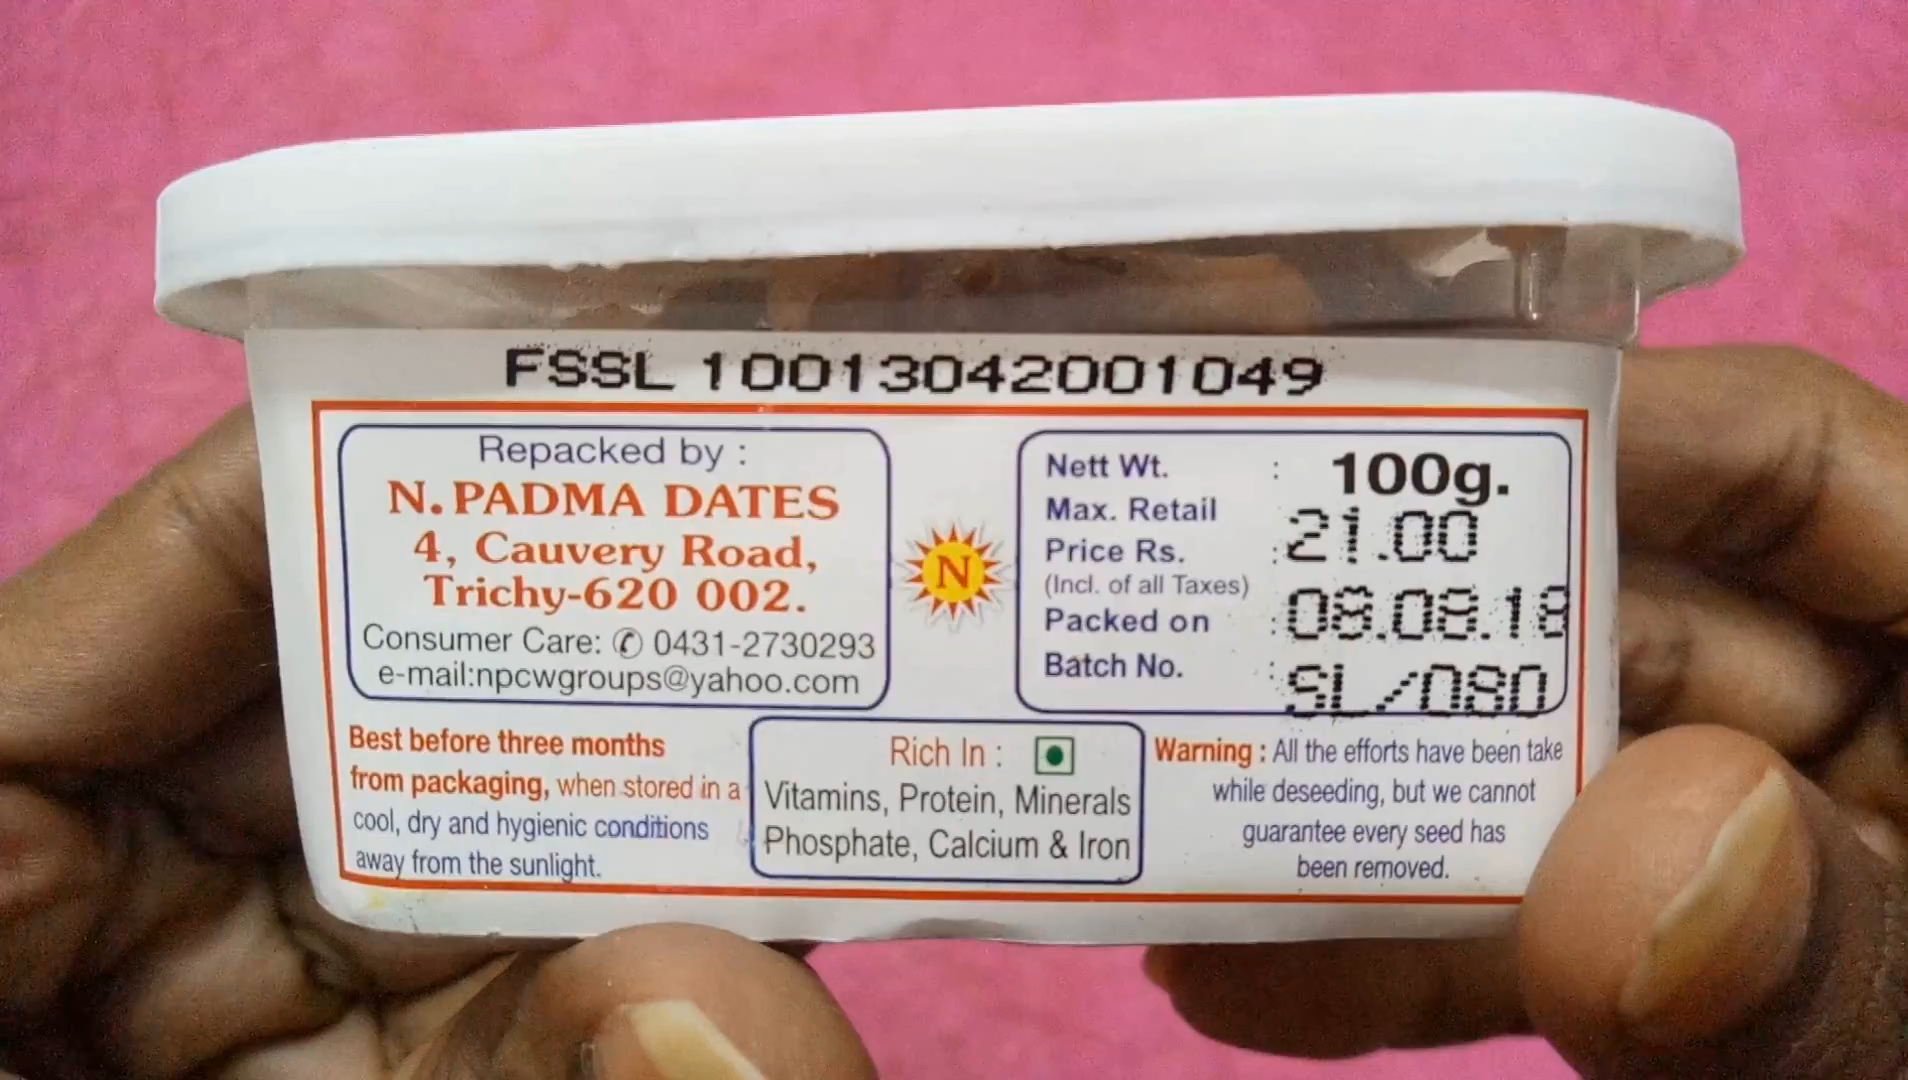 FSSL 10013042001049
Repacked by :
N. PADMA DATES
4, Cauvery Road,
Trichy-620 002.
Consumer Care: ✆ 0431-2730293
e-mail:npcwgroups@yahoo.com
N
Nett Wt. : 100g.
Max. Retail
Price Rs. : 21.00
(Incl. of all Taxes)
Packed on : 08.08.18
Batch No. : SL/080
Best before three months
from packaging, when stored in a
cool, dry and hygienic conditions
away from the sunlight.
Rich In :
Vitamins, Protein, Minerals
Phosphate, Calcium & Iron
Warning : All the efforts have been take
while deseeding, but we cannot
guarantee every seed has
been removed.